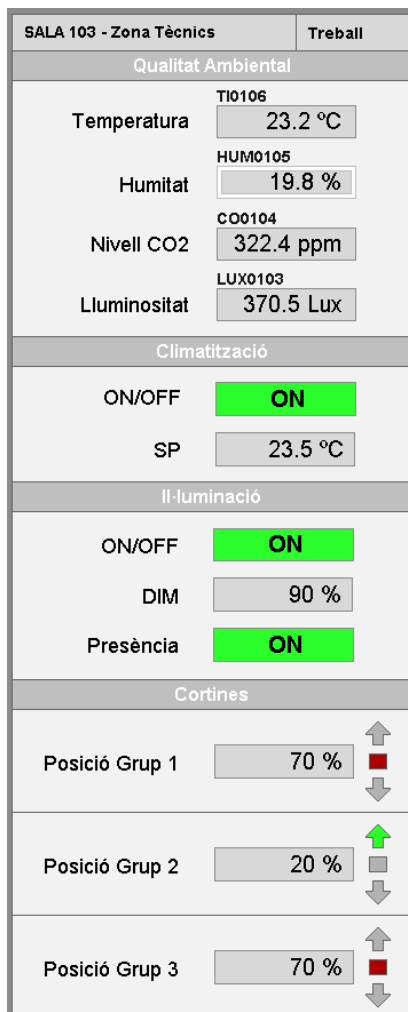 SALA 103 - Zona Tècnics Treball
Qualitat Ambiental
TI0106
Temperatura 23.2 ºC
HUM0105
Humitat 19.8 %
CO0104
Nivell CO2 322.4 ppm
LUX0103
Lluminositat 370.5 Lux
Climatització
ON/OFF ON
SP 23.5 ºC
Il·luminació
ON/OFF ON
DIM 90 %
Presència ON
Cortines
Posició Grup 1 70 %
Posició Grup 2 20 %
Posició Grup 3 70 %